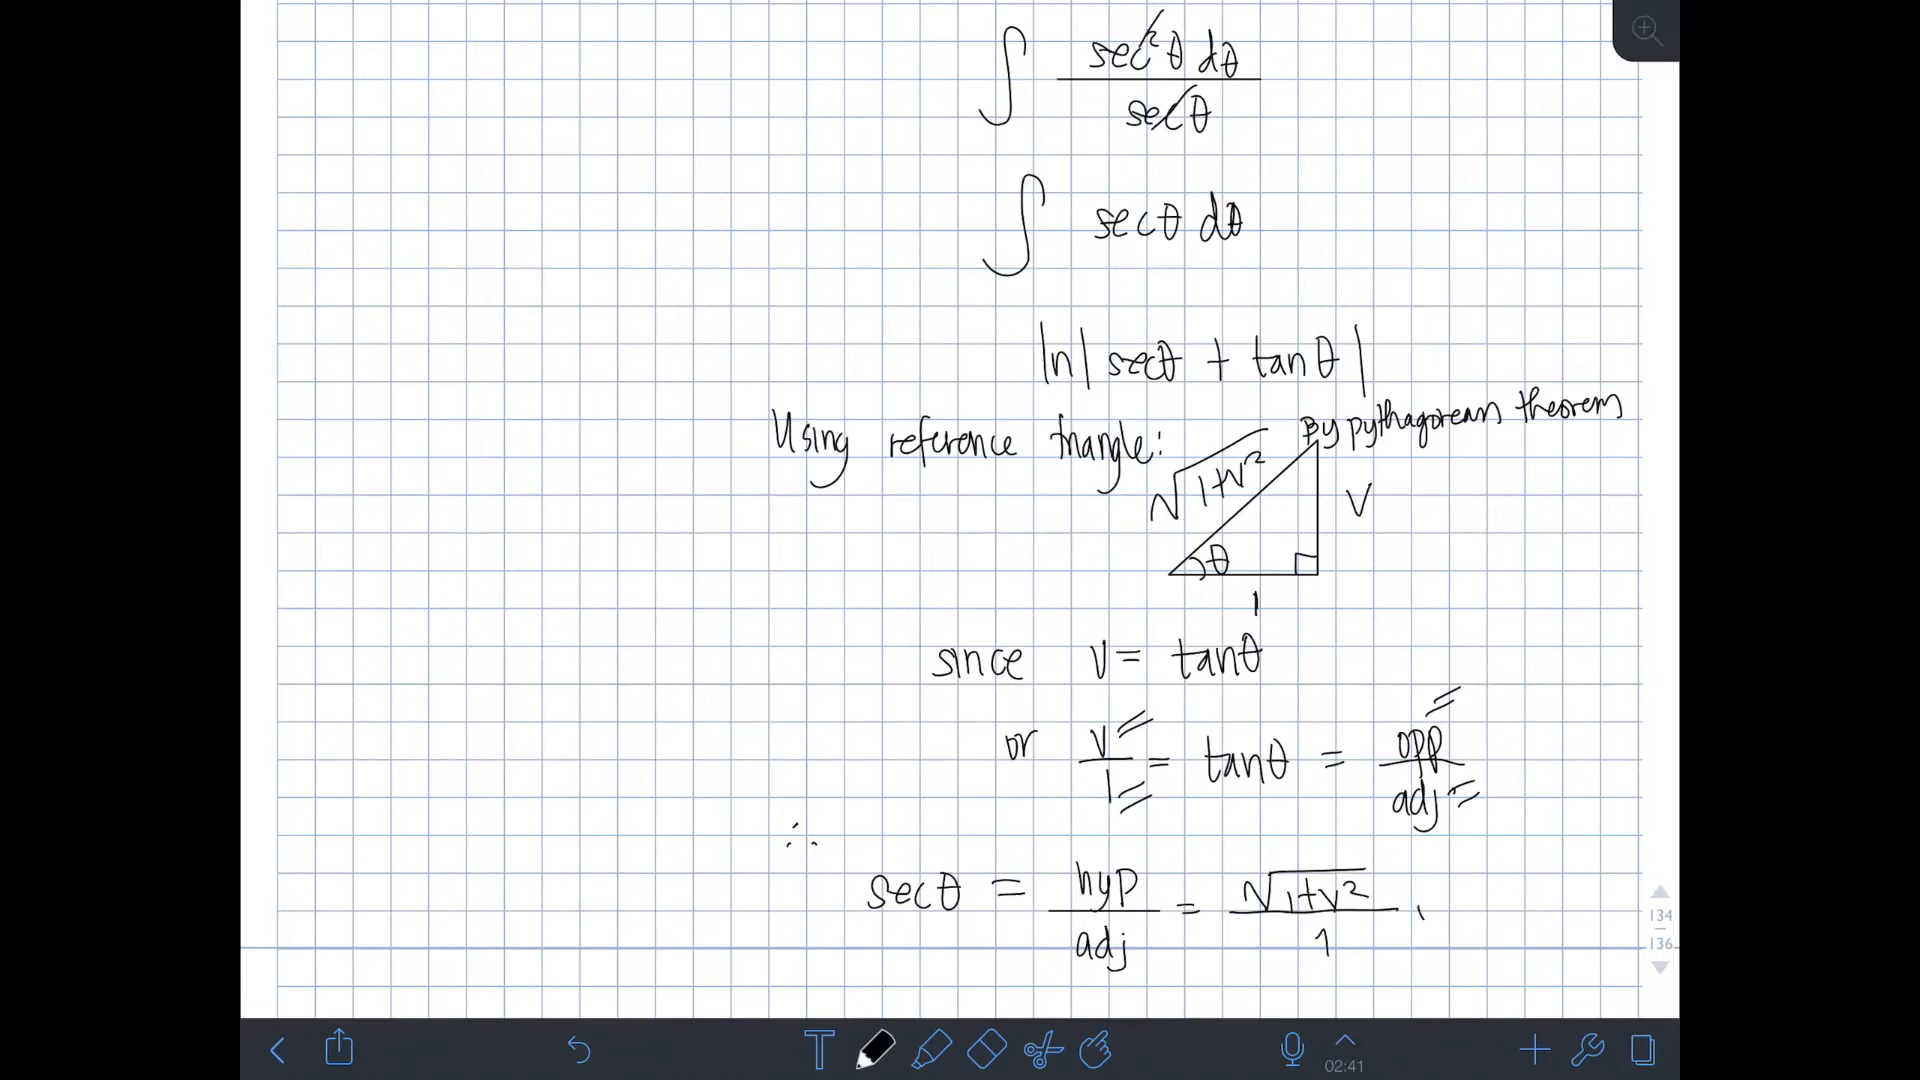 ∫ sec²θ dθ / secθ
∫ secθ dθ
ln| secθ + tanθ |
By pythagorean theorem
Using reference triangle:
√1+v²
V
θ
1
since v = tanθ
or v/1 = tanθ = opp/adj
∴
secθ = hyp/adj = √1+v²/1
134
136
T
02:41